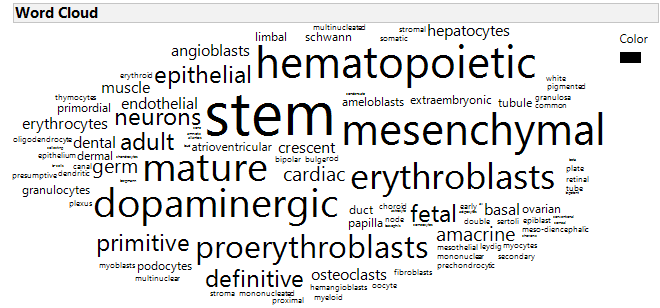 Word Cloud
Color
multinucleated
stromal
hepatocytes
limbal
schwann
somatic
angioblasts
hematopoietic
erythroid
epithelial
white
muscle
pigmented
thymocytes
endothelial
stem
ameloblasts
extraembryonic
tubule
granulosa
common
primordial
neurons
mesenchymal
erythrocytes
oligodendrocyte
dental
adult
atrioventricular
crescent
epithelium
dermal
bipolar
bulge
rod
canal
germ
mature
cardiac
erythroblasts
plate
presumptive
dendritic
retinal
granulocytes
tube
plexus
dopaminergic
duct
choroid
fetal
early
basal
ovarian
papilla
node
double
sertoli
epiblast
amacrine
meso-diencephalic
primitive
proerythroblasts
mesothelial
leydig
myocytes
mononuclear
secondary
myoblasts
podocytes
prechondrocytic
multinuclear
definitive
osteoclasts
fibroblasts
hemangioblasts
oocyte
stroma
mononucleated
myeloid
proximal